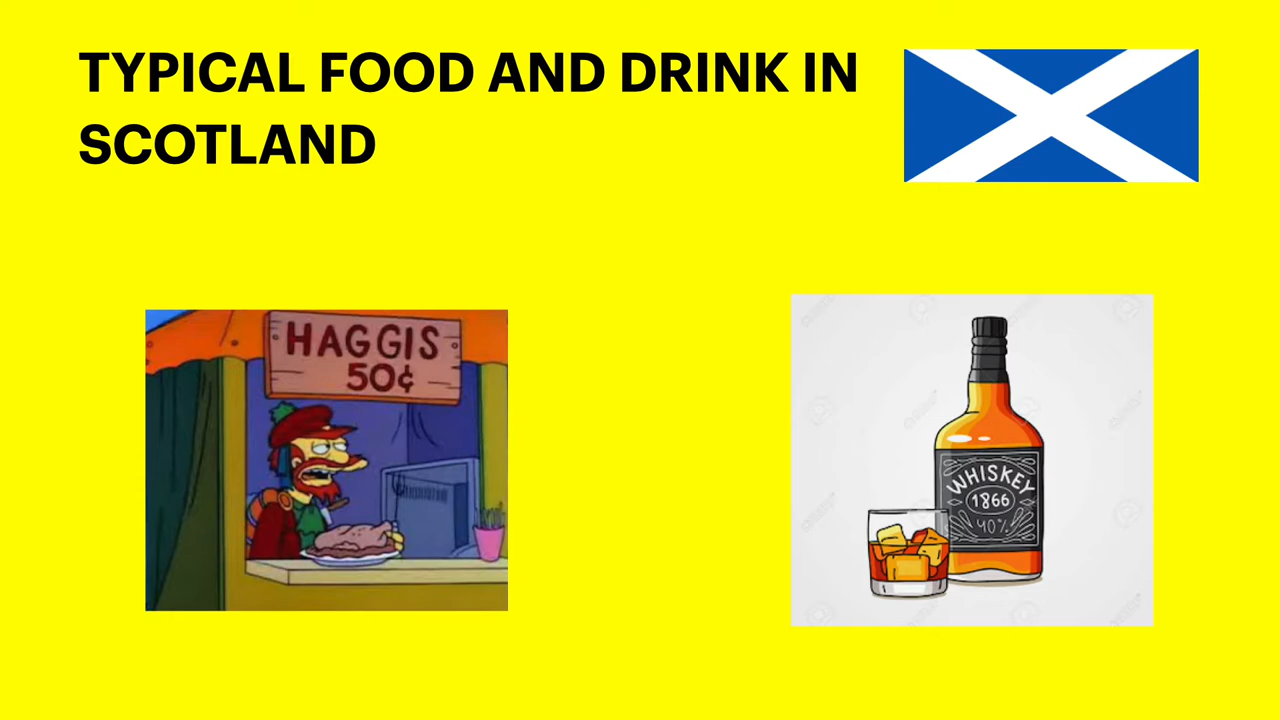 TYPICAL FOOD AND DRINK IN
SCOTLAND
HAGGIS
50¢
WHISKEY
1866
40%